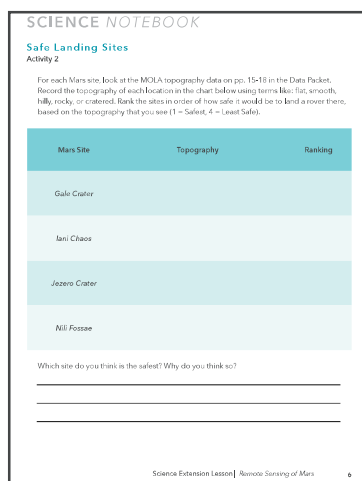 SCIENCE NOTEBOOK
Safe Landing Sites
Activity 2
For each Mars site, look at the MOLA topography data on pp. 15-18 in the Data Packet.
Record the topography of each location in the chart below using terms like: flat, smooth,
hilly, rocky, or cratered. Rank the sites in order of how safe it would be to land a rover there,
based on the topography that you see (1 = Safest, 4 = Least Safe).
Mars Site Topography Ranking
Gale Crater
Iani Chaos
Jezero Crater
Nili Fossae
Which site do you think is the safest? Why do you think so?
Science Extension Lesson| Remote Sensing of Mars 6